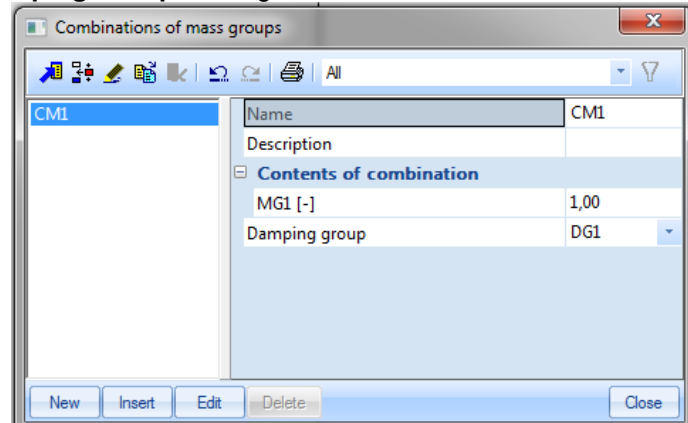 Combinations of mass groups
All
CM1
Name CM1
Description
Contents of combination
MG1 [-] 1,00
Damping group DG1
New Insert Edit Delete Close